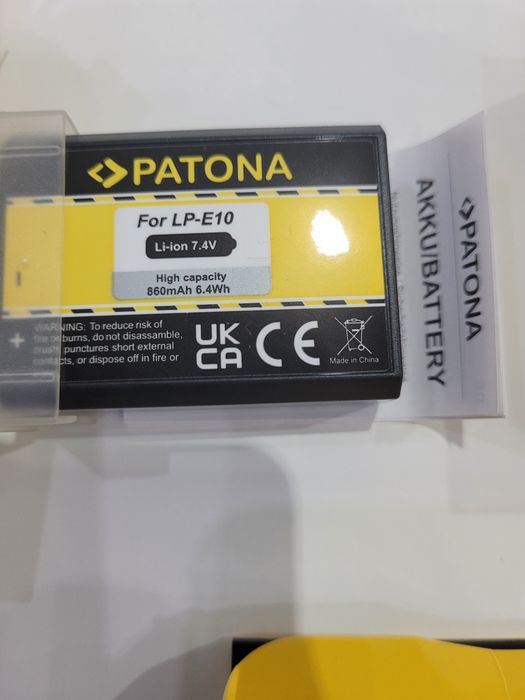 PATONA
For LP-E10
Li-ion 7.4V
High capacity
860mAh 6.4Wh
-
+
WARNING: To reduce risk of
fire or burns, do not disassamble,
crush, punctures short external
contacts, or dispose off in fire or
UK
CA
CE
Made in China
PATONA
AKKU/BATTERY